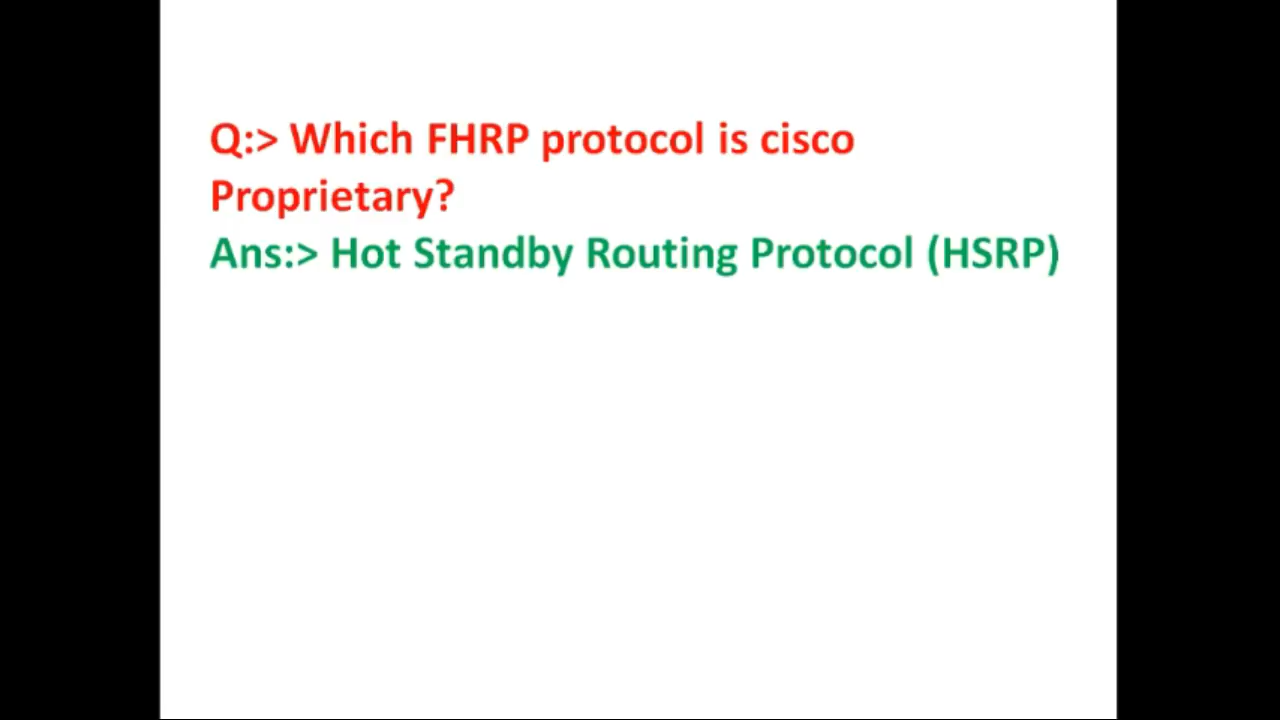 Q:> Which FHRP protocol is cisco
Proprietary?
Ans:> Hot Standby Routing Protocol (HSRP)